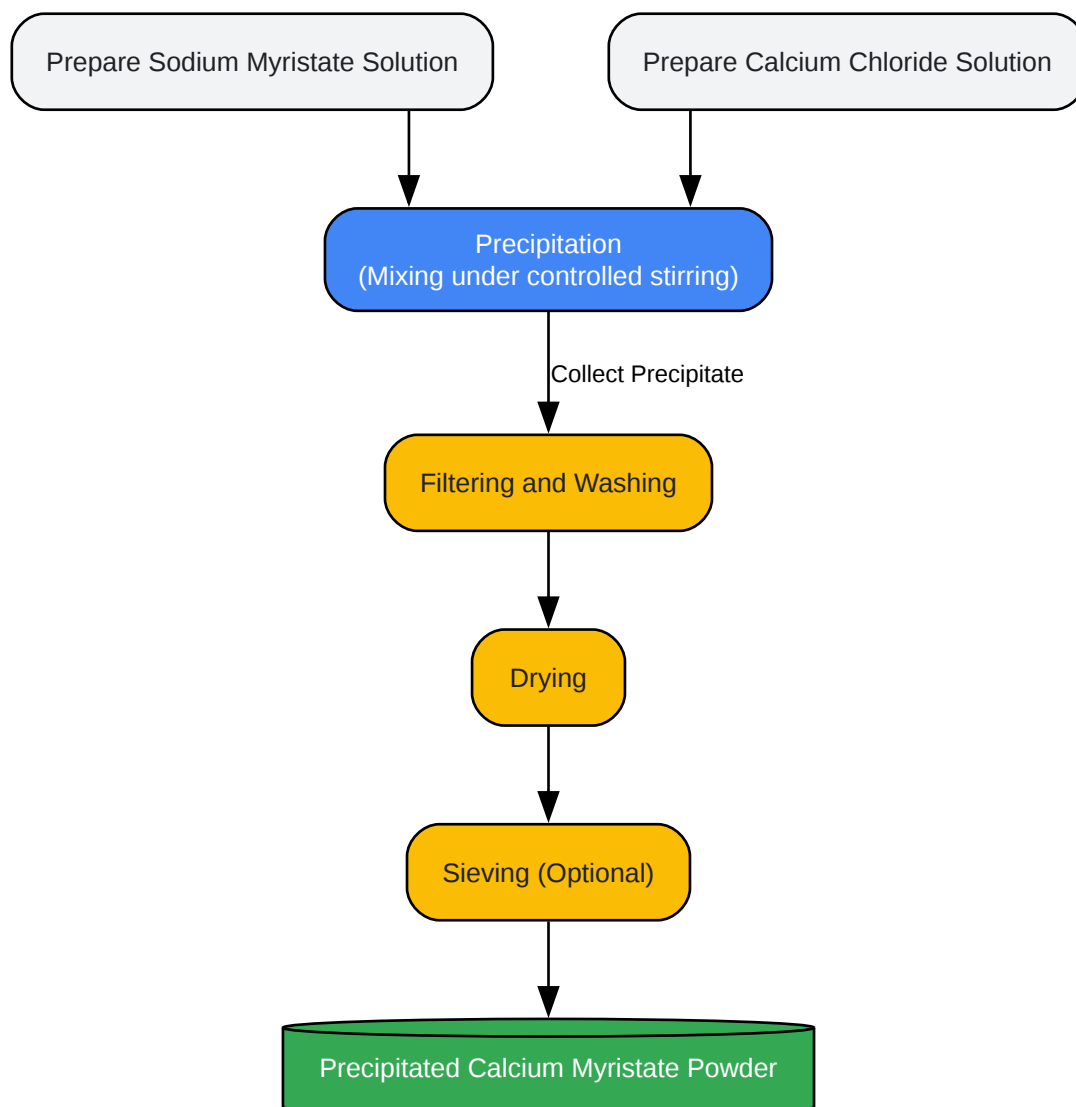 Prepare Sodium Myristate Solution
Prepare Calcium Chloride Solution
Precipitation
(Mixing under controlled stirring)
Collect Precipitate
Filtering and Washing
Drying
Sieving (Optional)
Precipitated Calcium Myristate Powder